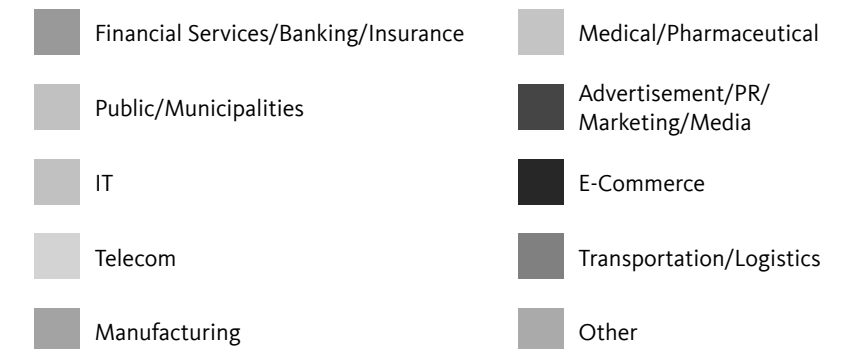 Financial Services/Banking/Insurance
Public/Municipalities
IT
Telecom
Manufacturing
Medical/Pharmaceutical
Advertisement/PR/
Marketing/Media
E-Commerce
Transportation/Logistics
Other